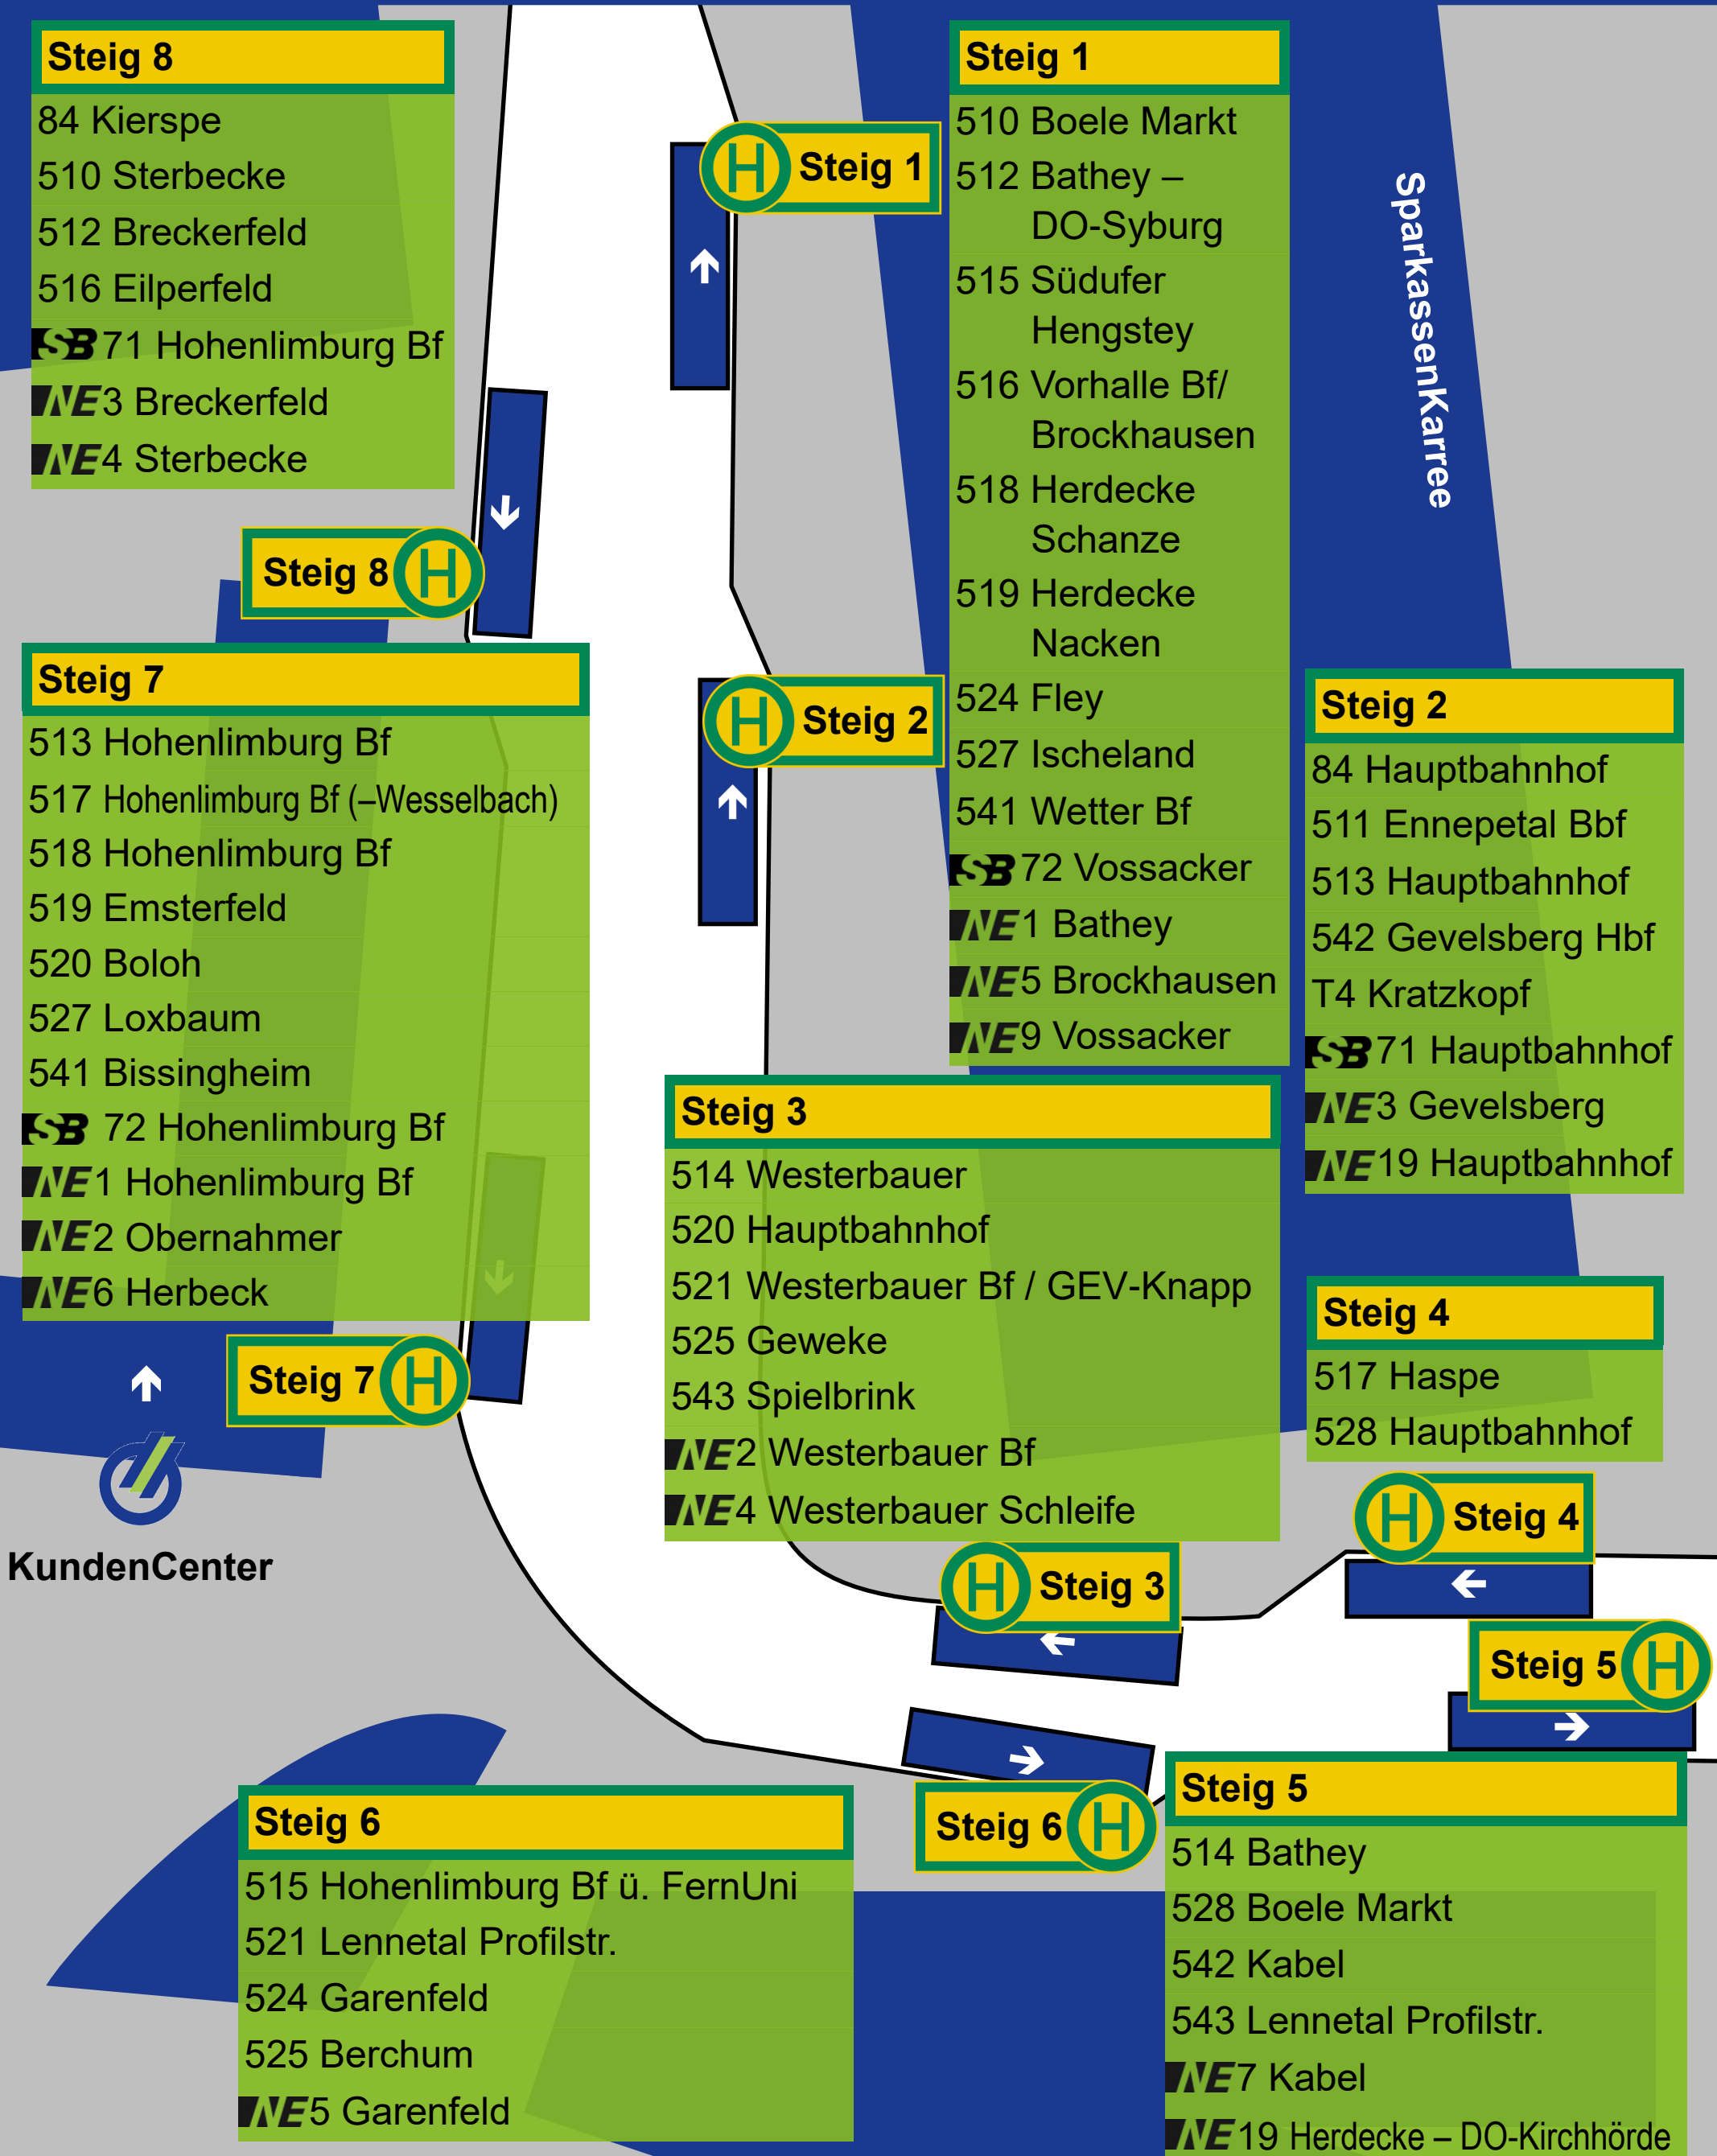 Steig 8
84 Kierspe
510 Sterbecke
512 Breckerfeld
516 Eilperfeld
SB 71 Hohenlimburg Bf
NE 3 Breckerfeld
NE 4 Sterbecke
Steig 8 H
Steig 1
510 Boele Markt
512 Bathey –
DO-Syburg
515 Südufer
Hengstey
516 Vorhalle Bf/
Brockhausen
518 Herdecke
Schanze
519 Herdecke
Nacken
524 Fley
527 Ischeland
541 Wetter Bf
SB 72 Vossacker
NE 1 Bathey
NE 5 Brockhausen
NE 9 Vossacker
H Steig 1
SparkassenKarree
H Steig 2
Steig 7
513 Hohenlimburg Bf
517 Hohenlimburg Bf (–Wesselbach)
518 Hohenlimburg Bf
519 Emsterfeld
520 Boloh
527 Loxbaum
541 Bissingheim
SB 72 Hohenlimburg Bf
NE 1 Hohenlimburg Bf
NE 2 Obernahmer
NE 6 Herbeck
Steig 7 H
Steig 2
84 Hauptbahnhof
511 Ennepetal Bbf
513 Hauptbahnhof
542 Gevelsberg Hbf
T4 Kratzkopf
SB 71 Hauptbahnhof
NE 3 Gevelsberg
NE 19 Hauptbahnhof
Steig 3
514 Westerbauer
520 Hauptbahnhof
521 Westerbauer Bf / GEV-Knapp
525 Geweke
543 Spielbrink
NE 2 Westerbauer Bf
NE 4 Westerbauer Schleife
H Steig 3
Steig 4
517 Haspe
528 Hauptbahnhof
H Steig 4
KundenCenter
Steig 5 H
Steig 6 H
Steig 6
515 Hohenlimburg Bf ü. FernUni
521 Lennetal Profilstr.
524 Garenfeld
525 Berchum
NE 5 Garenfeld
Steig 5
514 Bathey
528 Boele Markt
542 Kabel
543 Lennetal Profilstr.
NE 7 Kabel
NE 19 Herdecke – DO-Kirchhörde